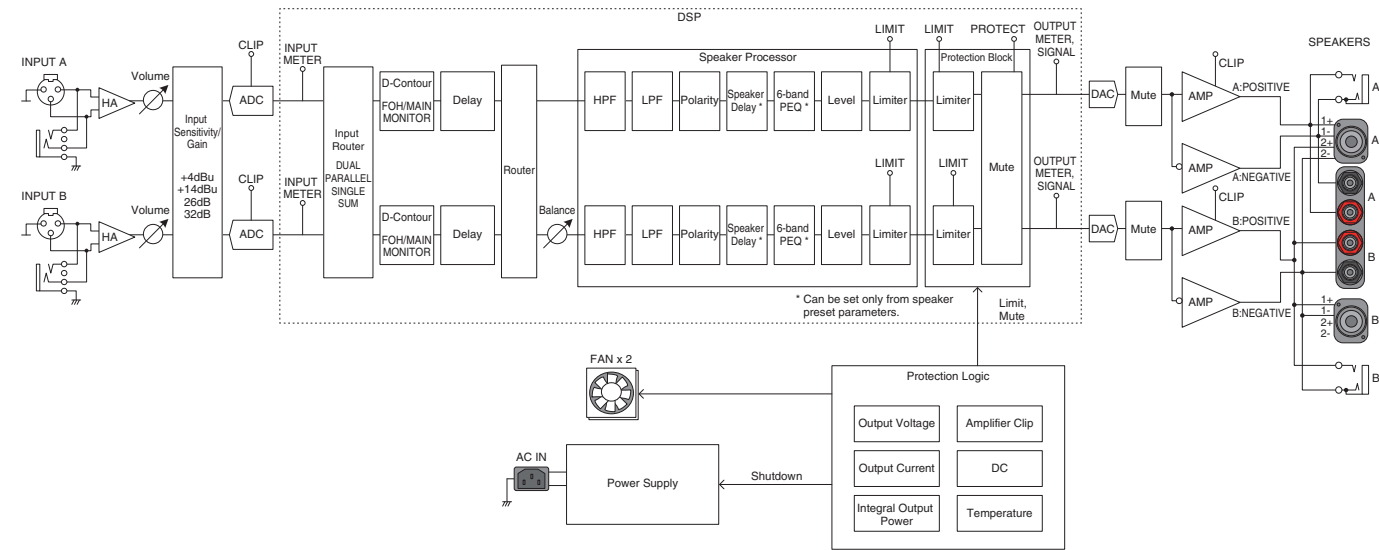 DSP
INPUT A
HA
Volume
Input
Sensitivity/
Gain
+4dBu
+14dBu
26dB
32dB
CLIP
ADC
INPUT
METER
Input
Router
DUAL
PARALLEL
SINGLE
SUM
D-Contour
FOH/MAIN
MONITOR
Delay
Router
Speaker Processor
HPF
LPF
Polarity
Speaker
Delay *
6-band
PEQ *
Level
LIMIT
Limiter
LIMIT
PROTECT
Protection Block
Limiter
Mute
OUTPUT
METER,
SIGNAL
DAC
Mute
CLIP
AMP
A:POSITIVE
AMP
A:NEGATIVE
SPEAKERS
A
1+
1-
2+
2-
A
A
INPUT B
HA
Volume
CLIP
ADC
INPUT
METER
D-Contour
FOH/MAIN
MONITOR
Delay
Balance
HPF
LPF
Polarity
Speaker
Delay *
6-band
PEQ *
Level
LIMIT
Limiter
LIMIT
Limiter
OUTPUT
METER,
SIGNAL
DAC
Mute
CLIP
AMP
B:POSITIVE
AMP
B:NEGATIVE
B
1+
1-
2+
2-
B
B
* Can be set only from speaker
preset parameters.
Limit,
Mute
FAN x 2
Protection Logic
Output Voltage
Amplifier Clip
Output Current
DC
Integral Output
Power
Temperature
AC IN
Power Supply
Shutdown